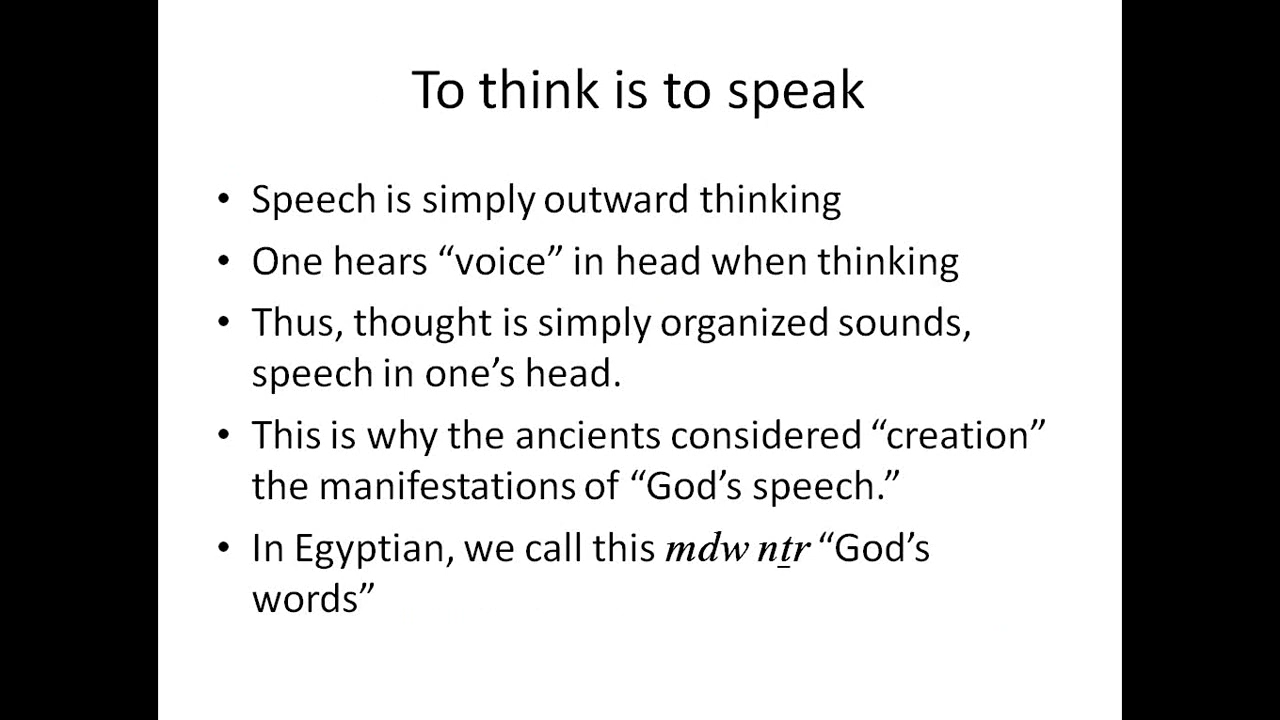 To think is to speak
• Speech is simply outward thinking
• One hears “voice” in head when thinking
• Thus, thought is simply organized sounds,
speech in one’s head.
• This is why the ancients considered “creation”
the manifestations of “God’s speech.”
• In Egyptian, we call this mdw nṯr “God’s
words”